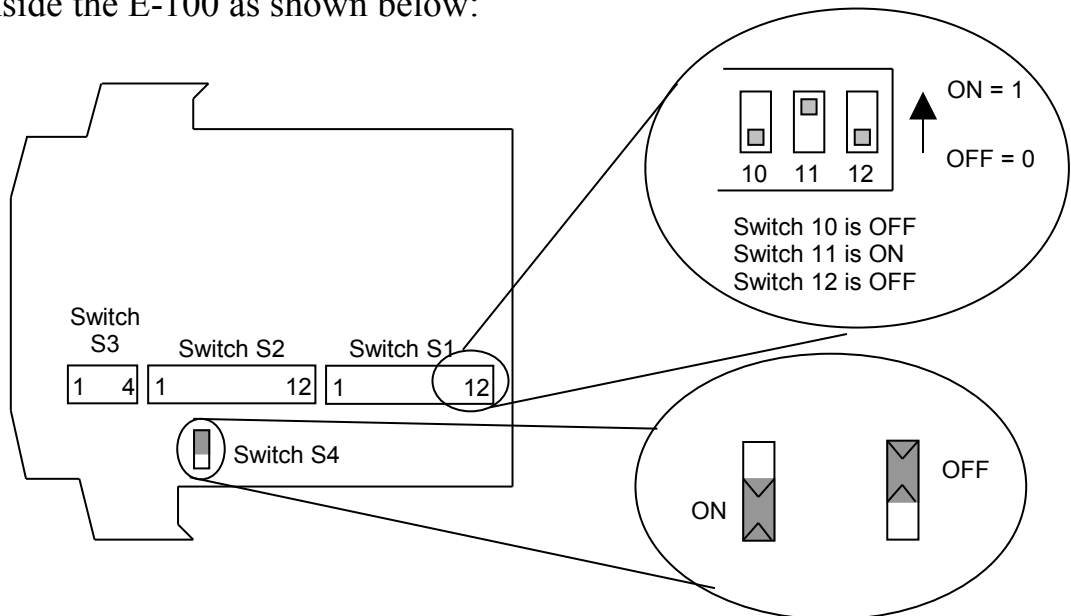 inside the E-100 as shown below:
ON = 1
OFF = 0
10 11 12
Switch 10 is OFF
Switch 11 is ON
Switch 12 is OFF
Switch
S3
Switch S2
Switch S1
1 4
1 12
1 12
Switch S4
ON
OFF